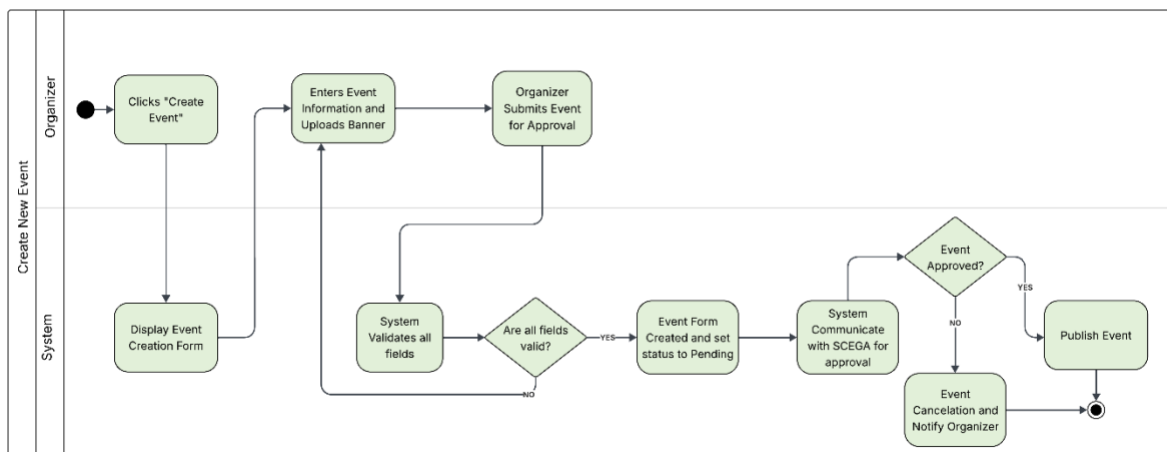 Create New Event
Organizer
System
Clicks "Create
Event"
Enters Event
Information and
Uploads Banner
Organizer
Submits Event
for Approval
Display Event
Creation Form
System
Validates all
fields
Are all fields
valid?
YES
NO
Event Form
Created and set
status to Pending
System
Communicate
with SCEGA for
approval
Event
Approved?
YES
NO
Publish Event
Event
Cancelation and
Notify Organizer